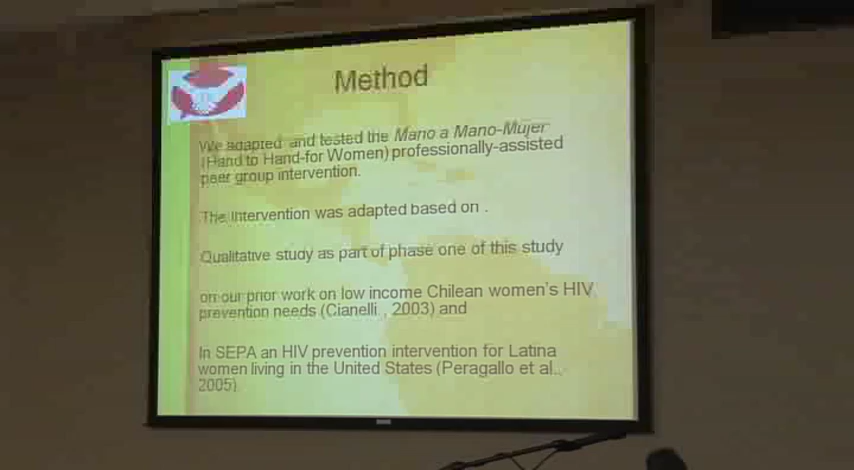 Method
We adapted and tested the Mano a Mano-Mujer
(Hand to Hand-for Women) professionally-assisted
peer group intervention.
The intervention was adapted based on .
Qualitative study as part of phase one of this study
on our prior work on low income Chilean women's HIV
prevention needs (Cianelli , 2003) and
In SEPA an HIV prevention intervention for Latina
women living in the United States (Peragallo et al.,
2005).